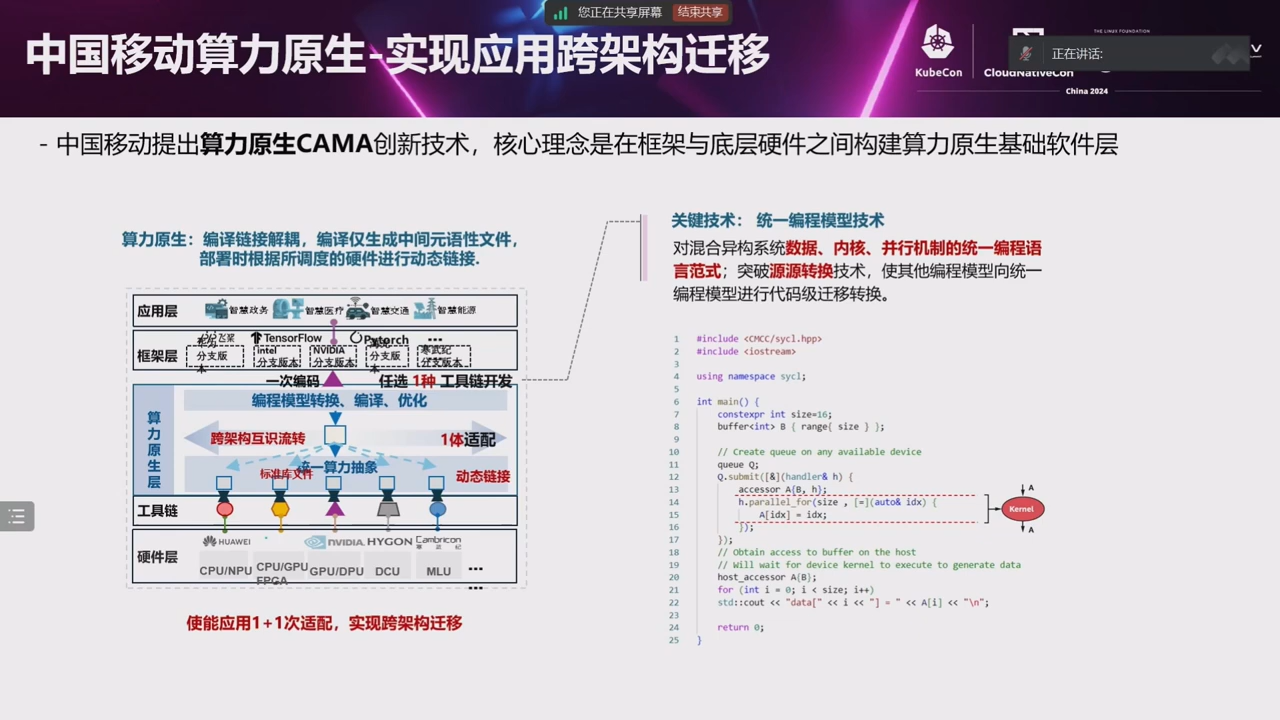 您正在共享屏幕 结束共享
中国移动算力原生-实现应用跨架构迁移
KubeCon
CloudNativeCon
THE LINUX FOUNDATION
China 2024
正在讲话:
- 中国移动提出算力原生CAMA创新技术，核心理念是在框架与底层硬件之间构建算力原生基础软件层
算力原生：编译链接解耦，编译仅生成中间元语性文件，
部署时根据所调度的硬件进行动态链接.
应用层 智慧政务 智慧医疗 智慧交通 智慧能源
TensorFlow Pytorch ...
框架层 分支版本 intel 分支版本 NVIDIA 分支版本 分支版本 寒武纪 分支版本
一次编码 任选 1种 工具链开发
算力原生层
编程模型转换、编译、优化
跨架构互识流转 1体适配
统一算力抽象
标准库文件
动态链接
工具链
硬件层
HUAWEI NVIDIA HYGON Cambricon 寒武纪
CPU/NPU CPU/GPU FPGA GPU/DPU DCU MLU ...
...
使能应用1+1次适配，实现跨架构迁移
关键技术： 统一编程模型技术
对混合异构系统数据、内核、并行机制的统一编程语
言范式；突破源源转换技术，使其他编程模型向统一
编程模型进行代码级迁移转换。
1 #include <CMCC/sycl.hpp>
2 #include <iostream>
3
4 using namespace sycl;
5
6 int main() {
7 constexpr int size=16;
8 buffer<int> B { range{ size } };
9
10 // Create queue on any available device
11 queue Q;
12 Q.submit([&](handler& h) {
13 accessor A{B, h};
14 h.parallel_for(size , [=](auto& idx) {
15 A[idx] = idx;
16 });
17 });
18 // Obtain access to buffer on the host
19 // Will wait for device kernel to execute to generate data
20 host_accessor A{B};
21 for (int i = 0; i < size; i++)
22 std::cout << "data[" << i << "] = " << A[i] << "\n";
23
24 return 0;
25 }
A
Kernel
A